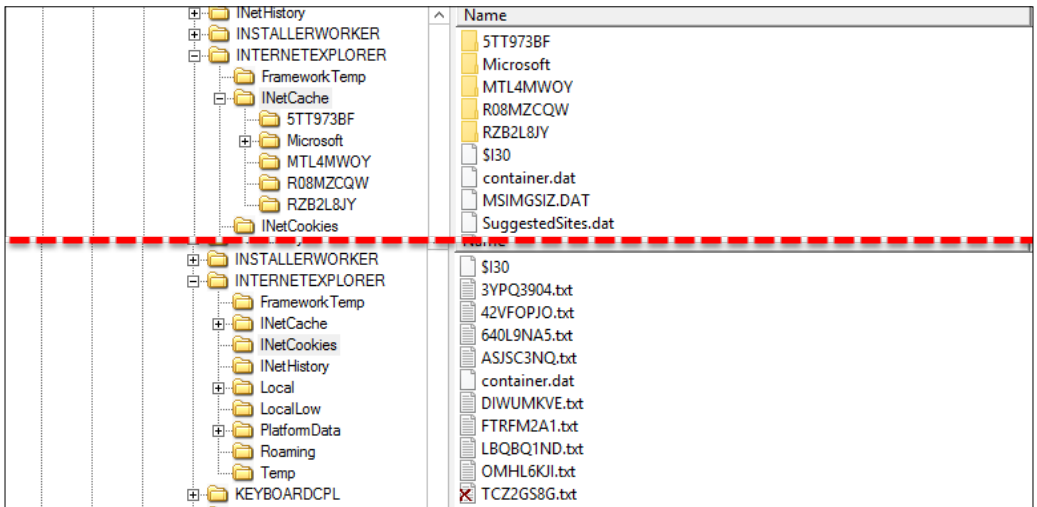 INetHistory
INSTALLERWORKER
INTERNETEXPLORER
FrameworkTemp
INetCache
5TT973BF
Microsoft
MTL4MWOY
R08MZCQW
RZB2L8JY
INetCookies
Name
5TT973BF
Microsoft
MTL4MWOY
R08MZCQW
RZB2L8JY
$I30
container.dat
MSIMGSIZ.DAT
SuggestedSites.dat
INSTALLERWORKER
INTERNETEXPLORER
FrameworkTemp
INetCache
INetCookies
INetHistory
Local
LocalLow
PlatformData
Roaming
Temp
KEYBOARDCPL
Name
$I30
3YPQ3904.txt
42VFOPJO.txt
640L9NA5.txt
ASJSC3NQ.txt
container.dat
DIWUMKVE.txt
FTRFM2A1.txt
LBQBQ1ND.txt
OMHL6KJI.txt
TCZ2GS8G.txt